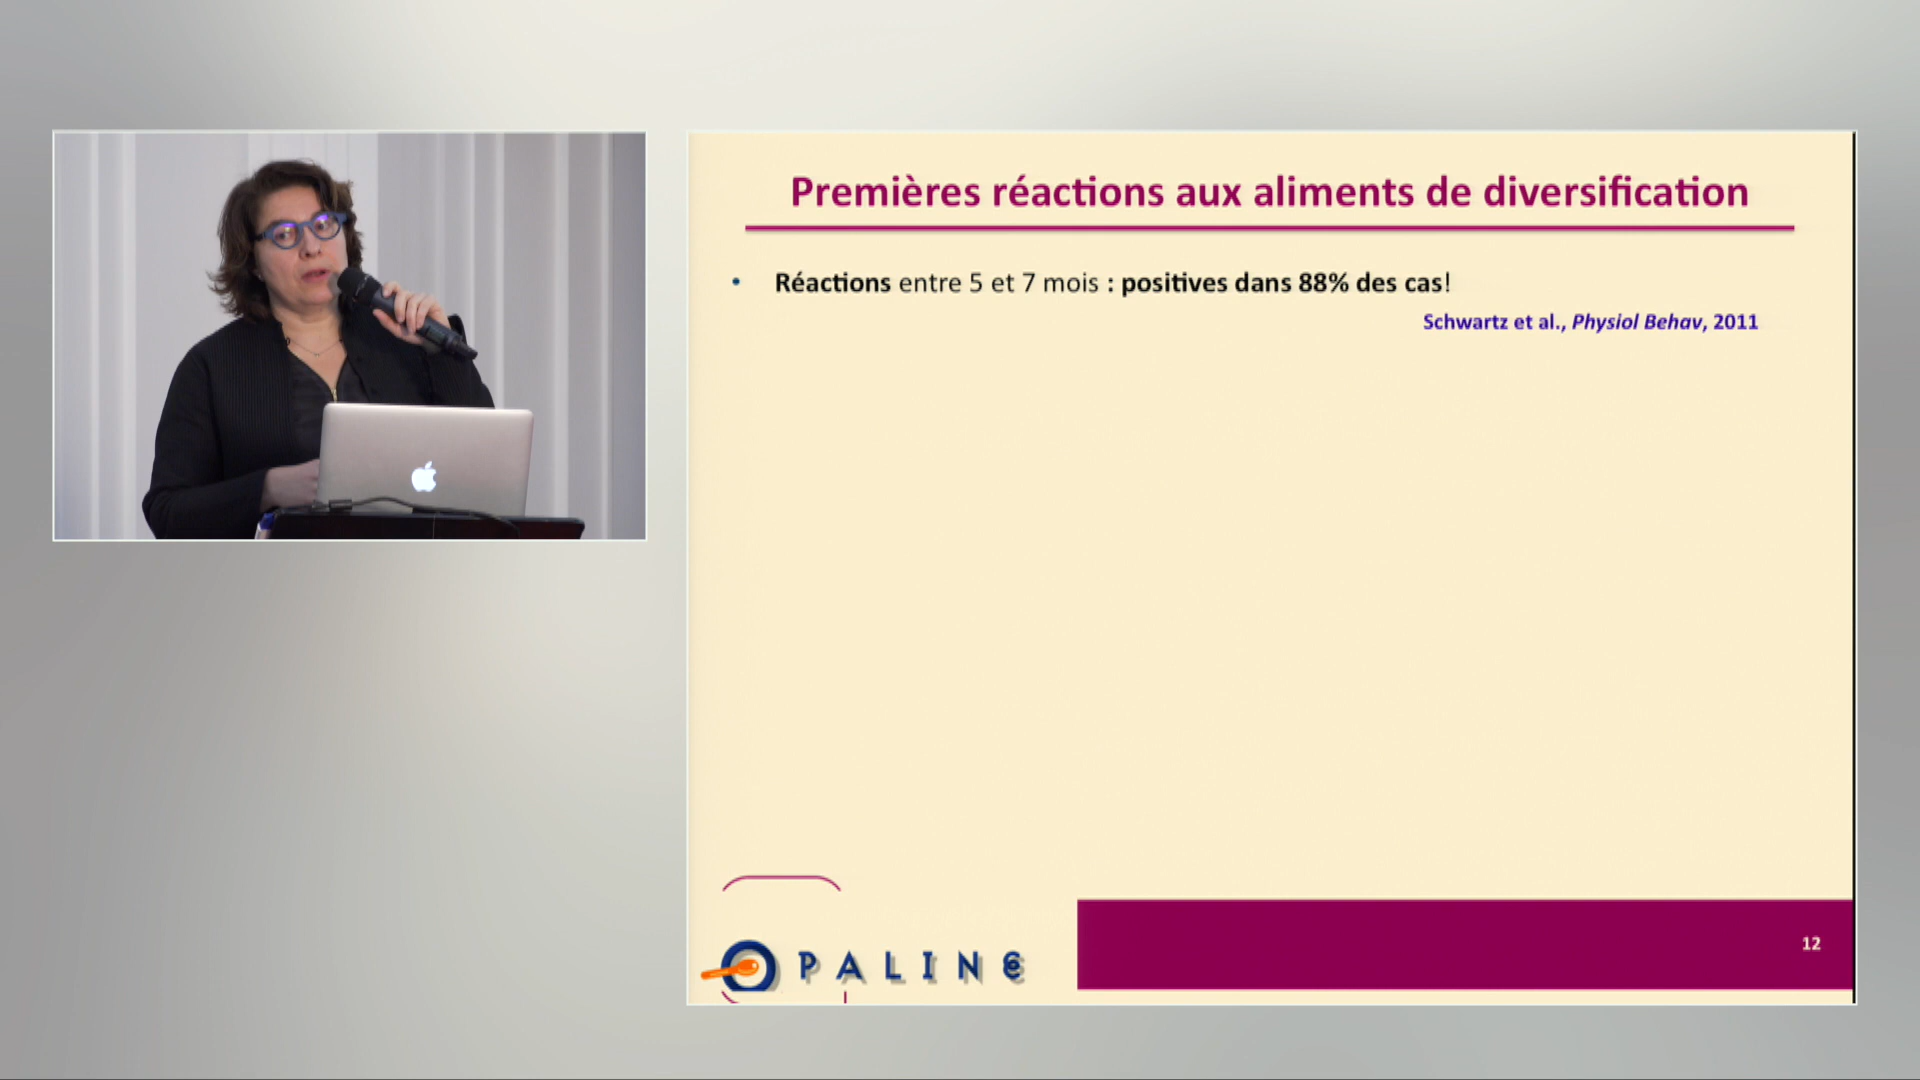 Premières réactions aux aliments de diversification
• Réactions entre 5 et 7 mois : positives dans 88% des cas!
Schwartz et al., Physiol Behav, 2011
OPALINE
12